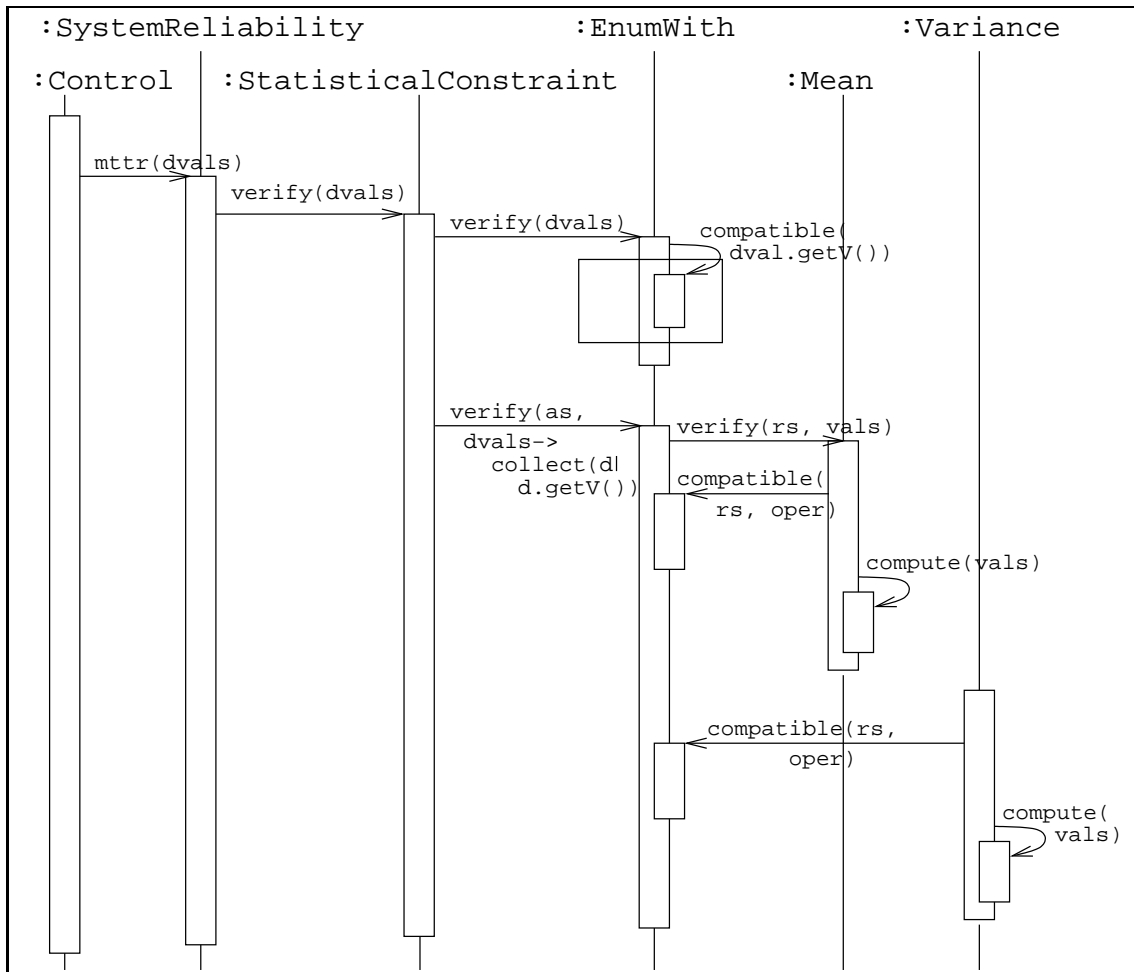 :SystemReliability :EnumWith :Variance
:Control :StatisticalConstraint :Mean
mttr(dvals)
verify(dvals)
verify(dvals)
compatible(
dval.getV())
verify(as,
dvals->
collect(d|
d.getV())
verify(rs, vals)
compatible(
rs, oper)
compute(vals)
compatible(rs,
oper)
compute(
vals)